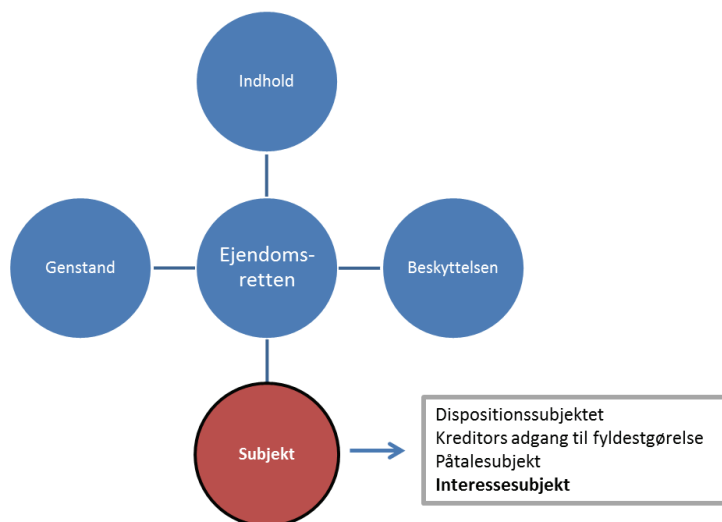 Indhold
Genstand
Ejendoms-
retten
Beskyttelsen
Subjekt
Dispositionssubjektet
Kreditors adgang til fyldestgørelse
Påtalesubjekt
Interessesubjekt